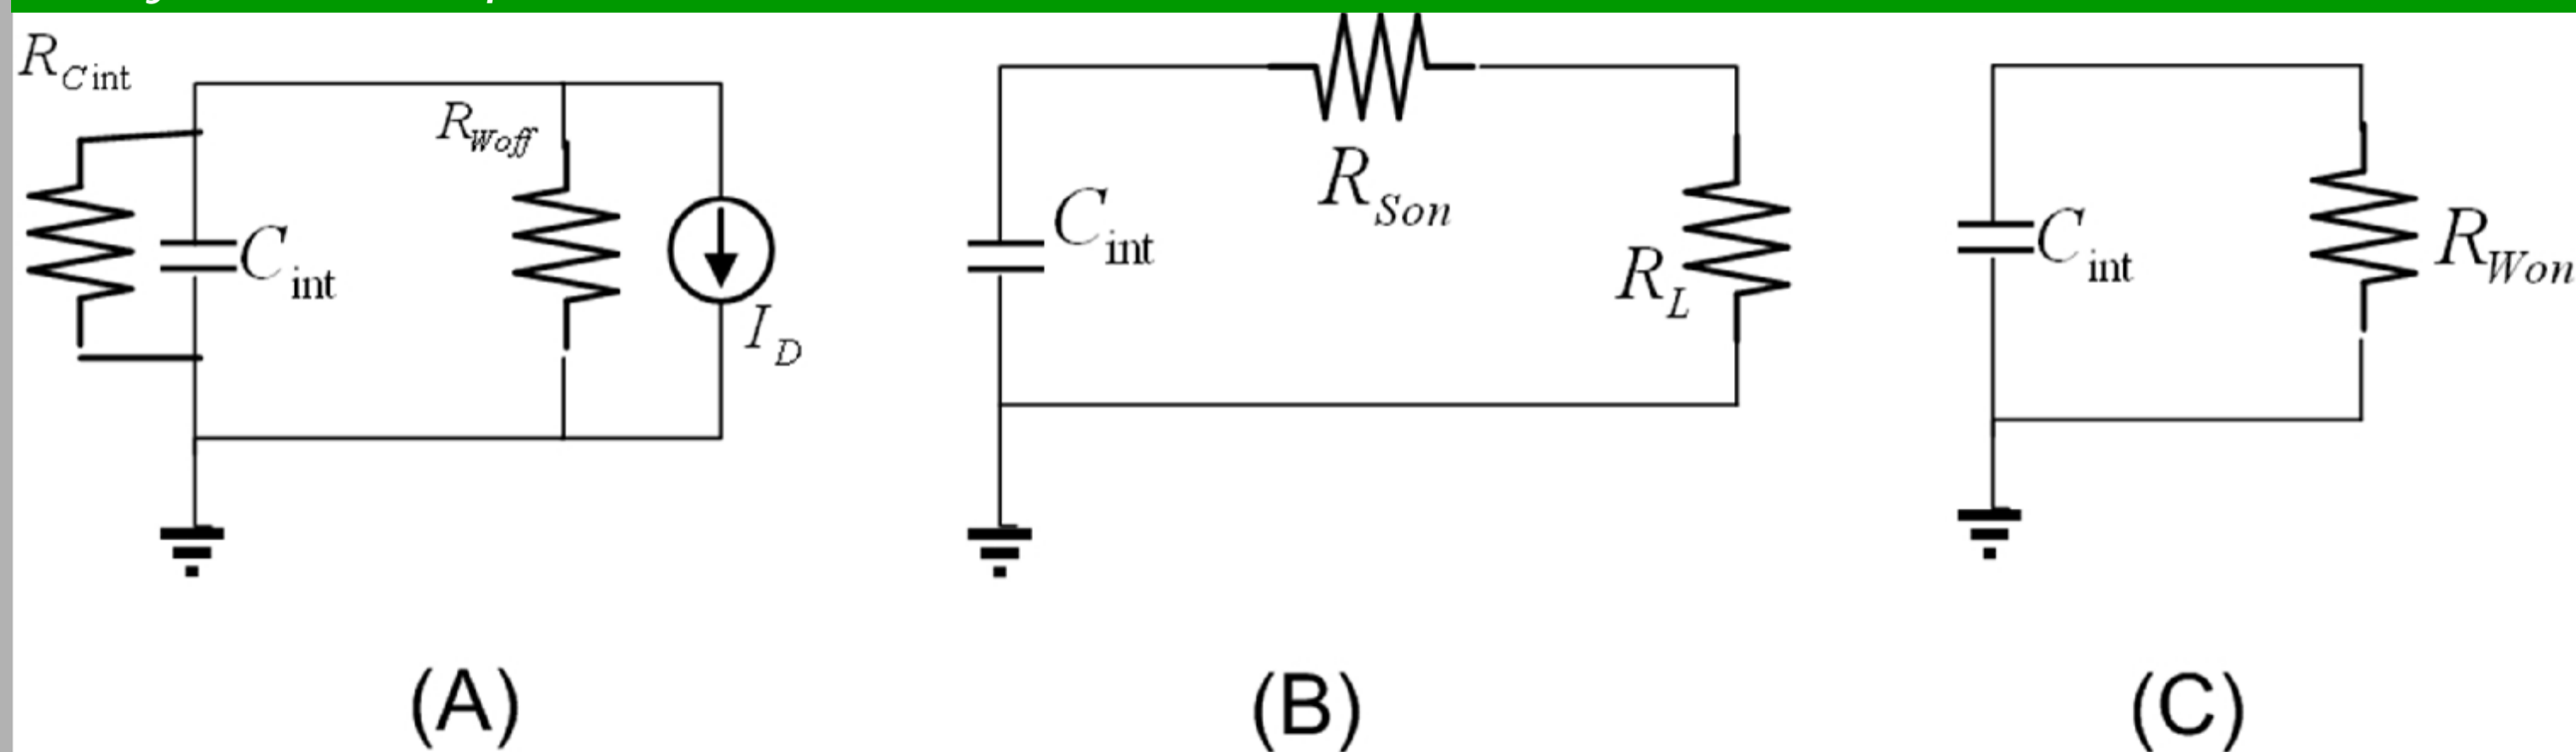 R_Cint
R_Woff
C_int
I_D
C_int
R_Son
R_L
C_int
R_Won
(A)
(B)
(C)